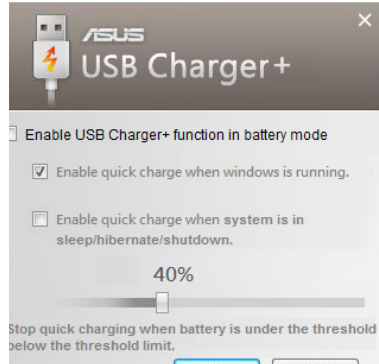 ASUS
USB Charger+
Enable USB Charger+ function in battery mode
Enable quick charge when windows is running.
Enable quick charge when system is in
sleep/hibernate/shutdown.
40%
Stop quick charging when battery is under the threshold
below the threshold limit.